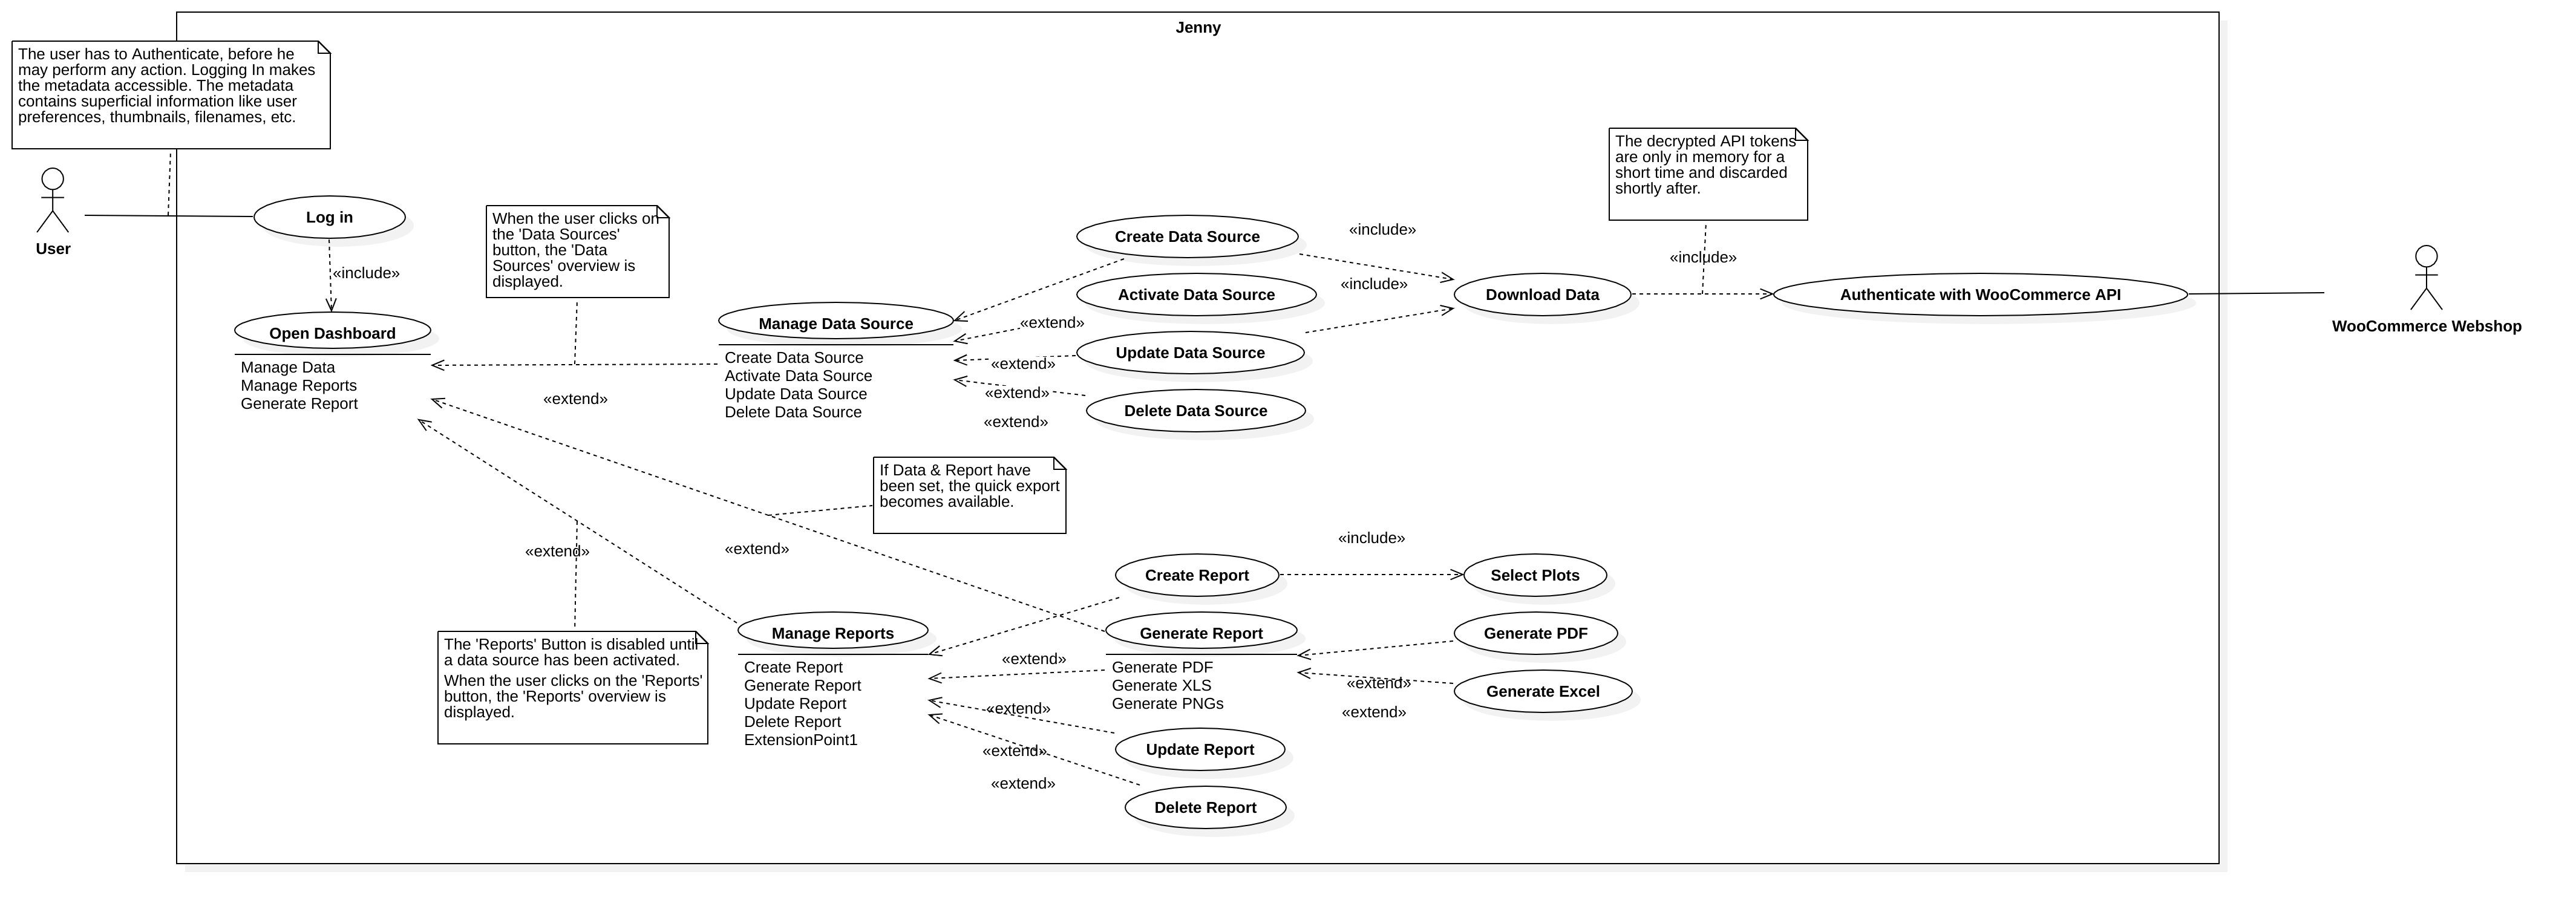 Jenny
The user has to Authenticate, before he
may perform any action. Logging In makes
the metadata accessible. The metadata
contains superficial information like user
preferences, thumbnails, filenames, etc.
User
Log in
«include»
Open Dashboard
Manage Data
Manage Reports
Generate Report
When the user clicks on
the 'Data Sources'
button, the 'Data
Sources' overview is
displayed.
«extend»
Manage Data Source
Create Data Source
Activate Data Source
Update Data Source
Delete Data Source
«extend»
«extend»
«extend»
«extend»
Create Data Source
Activate Data Source
Update Data Source
Delete Data Source
«include»
«include»
Download Data
The decrypted API tokens
are only in memory for a
short time and discarded
shortly after.
«include»
Authenticate with WooCommerce API
WooCommerce Webshop
If Data & Report have
been set, the quick export
becomes available.
«extend»
«extend»
The 'Reports' Button is disabled until
a data source has been activated.
When the user clicks on the 'Reports'
button, the 'Reports' overview is
displayed.
Manage Reports
Create Report
Generate Report
Update Report
Delete Report
ExtensionPoint1
«extend»
«extend»
«extend»
«extend»
Create Report
Generate Report
Generate PDF
Generate XLS
Generate PNGs
Update Report
Delete Report
«include»
Select Plots
Generate PDF
«extend»
Generate Excel
«extend»